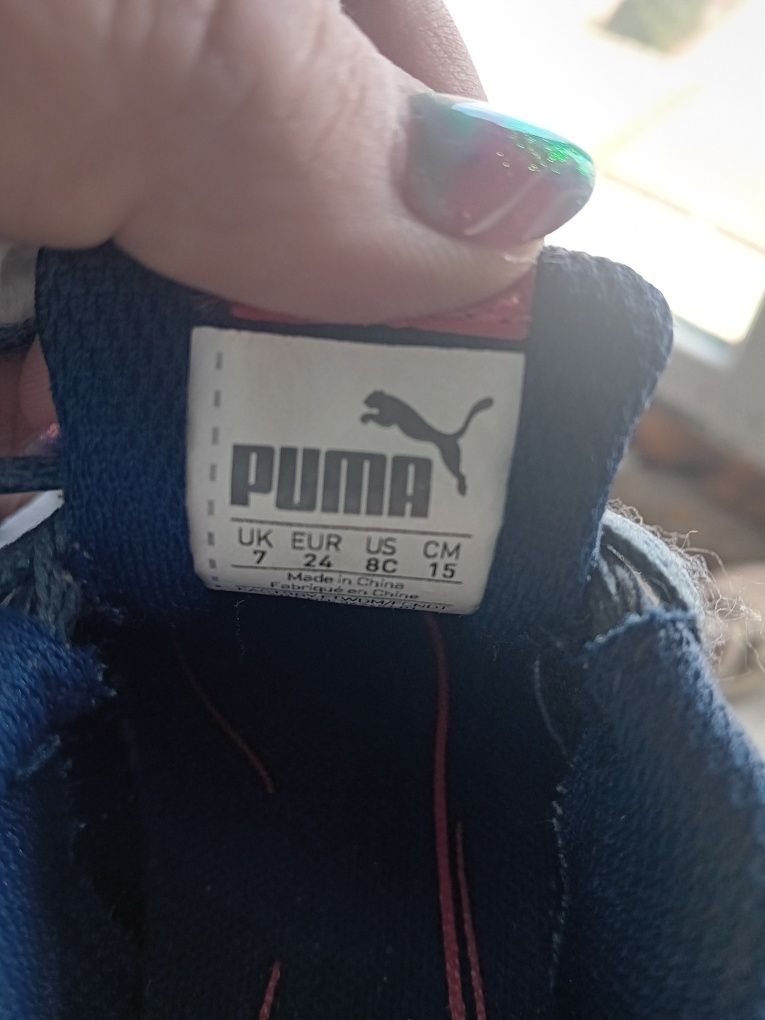 PUMA
UK EUR US CM
7 24 8C 15
Made in China
Fabriqué en Chine